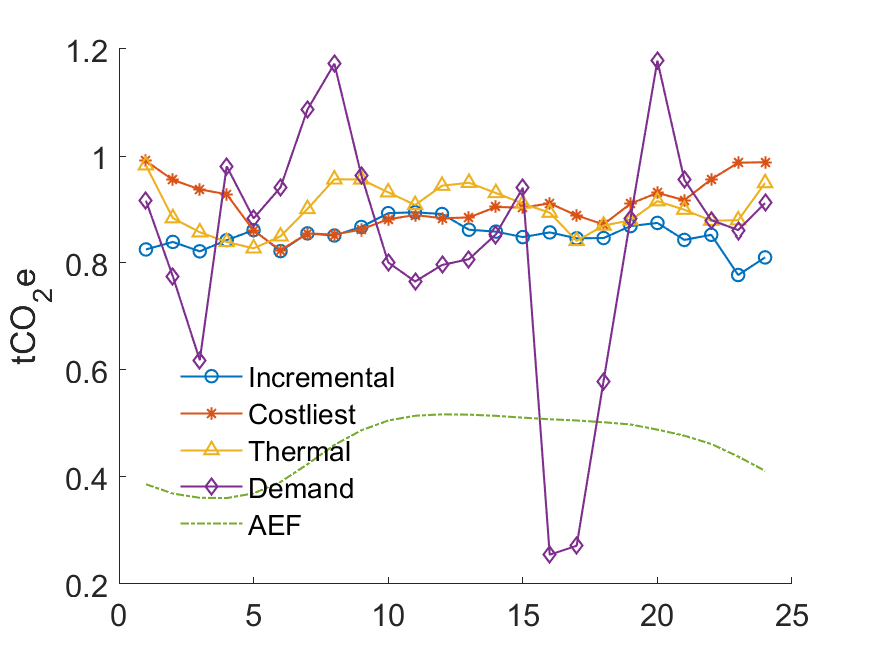 1.2
1
0.8
0.6
0.4
0.2
tCO2e
Incremental
Costliest
Thermal
Demand
AEF
0 5 10 15 20 25